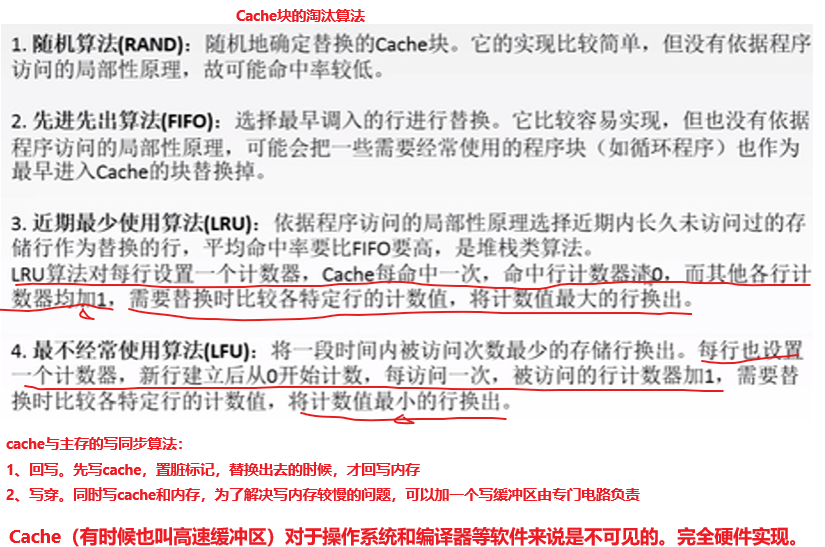 Cache块的淘汰算法
1. 随机算法(RAND)：随机地确定替换的Cache块。它的实现比较简单，但没有依据程序
访问的局部性原理，故可能命中率较低。
2. 先进先出算法(FIFO)：选择最早调入的行进行替换。它比较容易实现，但也没有依据
程序访问的局部性原理，可能会把一些需要经常使用的程序块（如循环程序）也作为
最早进入Cache的块替换掉。
3. 近期最少使用算法(LRU)：依据程序访问的局部性原理选择近期内长久未访问过的存
储行作为替换的行，平均命中率要比FIFO要高，是堆栈类算法。
LRU算法对每行设置一个计数器，Cache每命中一次，命中行计数器清0，而其他各行计
数器均加1，需要替换时比较各特定行的计数值，将计数值最大的行换出。
4. 最不经常使用算法(LFU)：将一段时间内被访问次数最少的存储行换出。每行也设置
一个计数器，新行建立后从0开始计数，每访问一次，被访问的行计数器加1，需要替
换时比较各特定行的计数值，将计数值最小的行换出。
cache与主存的写同步算法：
1、回写。先写cache，置脏标记，替换出去的时候，才回写内存
2、写穿。同时写cache和内存，为了解决写内存较慢的问题，可以加一个写缓冲区由专门电路负责
Cache（有时候也叫高速缓冲区）对于操作系统和编译器等软件来说是不可见的。完全硬件实现。